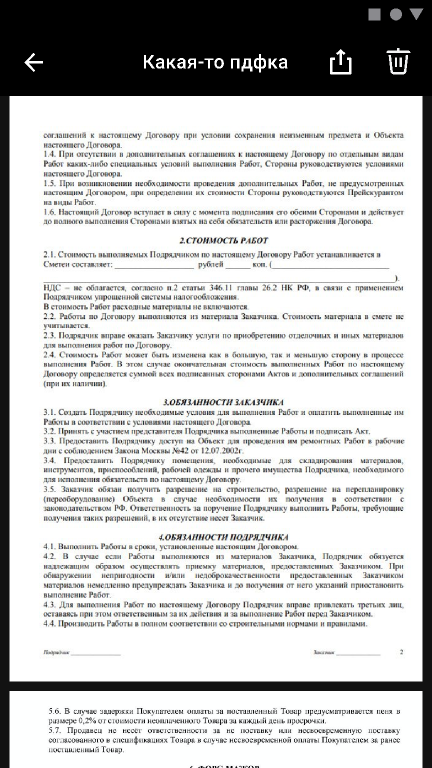 Какая-то пдфка
соглашений к настоящему Договору при условии сохранения неизменным предмета и Объекта
настоящего Договора.
1.4. При отсутствии в дополнительных соглашениях к настоящему Договору по отдельным видам
Работ каких-либо специальных условий выполнения Работ, Стороны руководствуются условиями
настоящего Договора.
1.5. При возникновении необходимости проведения дополнительных Работ, не предусмотренных
настоящим Договором, при определении их стоимости Стороны руководствуются Прейскурантом
на виды Работ.
1.6. Настоящий Договор вступает в силу с момента подписания его обеими Сторонами и действует
до полного выполнения Сторонами взятых на себя обязательств или расторжения Договора.
2.СТОИМОСТЬ РАБОТ
2.1. Стоимость выполняемых Подрядчиком по настоящему Договору Работ устанавливается в
Смете и составляет: ____________________ рублей ______ коп. (____________________________
__________________________________________________________________________).
НДС – не облагается, согласно п.2 статьи 346.11 главы 26.2 НК РФ, в связи с применением
Подрядчиком упрощенной системы налогообложения.
В стоимость Работ расходные материалы не включаются.
2.2. Работы по Договору выполняются из материала Заказчика. Стоимость материала в смете не
учитывается.
2.3. Подрядчик вправе оказать Заказчику услуги по приобретению отделочных и иных материалов
для выполнения работ по Договору.
2.4. Стоимость Работ может быть изменена как в большую, так и меньшую сторону в процессе
выполнения Работ. В этом случае окончательная стоимость выполненных Работ по настоящему
Договору определяется суммой всех подписанных сторонами Актов и дополнительных соглашений
(при их наличии).
3.ОБЯЗАННОСТИ ЗАКАЗЧИКА
3.1. Создать Подрядчику необходимые условия для выполнения Работ и оплатить выполненные им
Работы в соответствии с условиями настоящего Договора.
3.2. Принять с участием представителя Подрядчика выполненные Работы и подписать Акт.
3.3. Предоставить Подрядчику доступ на Объект для проведения им ремонтных Работ в рабочие
дни с соблюдением Закона Москвы №42 от 12.07.2002г.
3.4. Предоставить Подрядчику помещения, необходимые для складирования материалов,
инструментов, приспособлений, рабочей одежды и прочего имущества Подрядчика, необходимого
для исполнения обязательств по настоящему Договору.
3.5. Заказчик обязан получить разрешение на строительство, разрешение на перепланировку
(переоборудование) Объекта в случае необходимости их получения в соответствии с
законодательством РФ. Ответственность за поручение Подрядчику выполнить Работы, требующие
получения таких разрешений, в их отсутствие несет Заказчик.
4.ОБЯЗАННОСТИ ПОДРЯДЧИКА
4.1. Выполнить Работы в сроки, установленные настоящим Договором.
4.2. В случае если Работы выполняются из материалов Заказчика, Подрядчик обязуется
надлежащим образом осуществлять приемку материалов, предоставленных Заказчиком. При
обнаружении непригодности и/или недоброкачественности предоставленных Заказчиком
материалов немедленно предупреждать Заказчика и до получения от него указаний приостановить
выполнение Работ.
4.3. Для выполнения Работ по настоящему Договору Подрядчик вправе привлекать третьих лиц,
оставаясь при этом ответственным за их действия и за выполнение Работ перед Заказчиком.
4.4. Производить Работы в полном соответствии со строительными нормами и правилами.
Подрядчик ______________ Заказчик ______________ 2
5.6. В случае задержки Покупателем оплаты за поставленный Товар предусматривается пеня в
размере 0,2% от стоимости неоплаченного Товара за каждый день просрочки.
5.7. Продавец не несет ответственности за не поставку или несвоевременную поставку
согласованного в спецификациях Товара в случае несвоевременной оплаты Покупателем за ранее
поставленный Товар.
6. ФОРС-МАЖОР